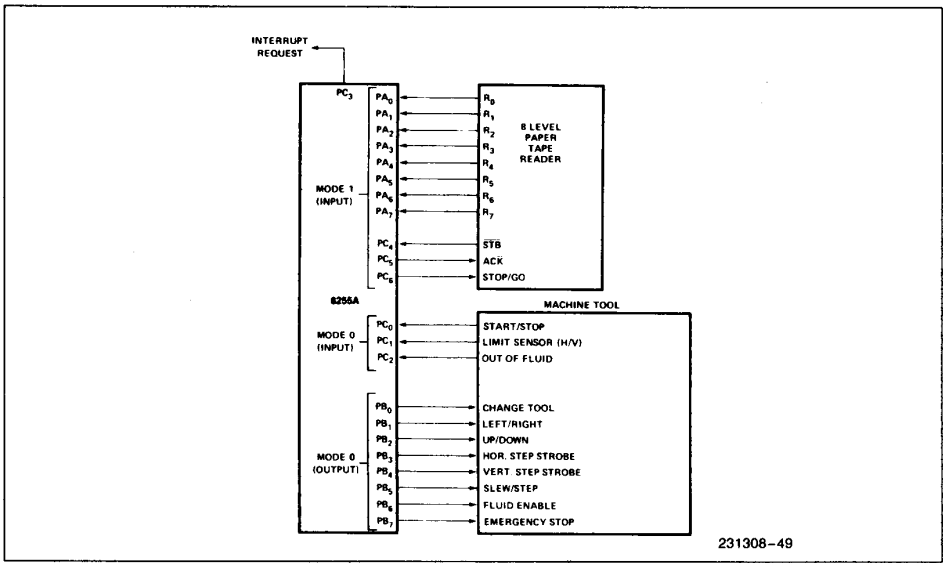 INTERRUPT
REQUEST
PC3
PA0 R0
PA1 R1
PA2 R2
PA3 R3
PA4 R4
PA5 R5
PA6 R6
PA7 R7
8 LEVEL
PAPER
TAPE
READER
MODE 1
(INPUT)
PC4 STB
PC5 ACK
PC6 STOP/GO
8255A
MACHINE TOOL
MODE 0
(INPUT)
PC0 START/STOP
PC1 LIMIT SENSOR (H/V)
PC2 OUT OF FLUID
MODE 0
(OUTPUT)
PB0 CHANGE TOOL
PB1 LEFT/RIGHT
PB2 UP/DOWN
PB3 HOR. STEP STROBE
PB4 VERT. STEP STROBE
PB5 SLEW/STEP
PB6 FLUID ENABLE
PB7 EMERGENCY STOP
231308-49